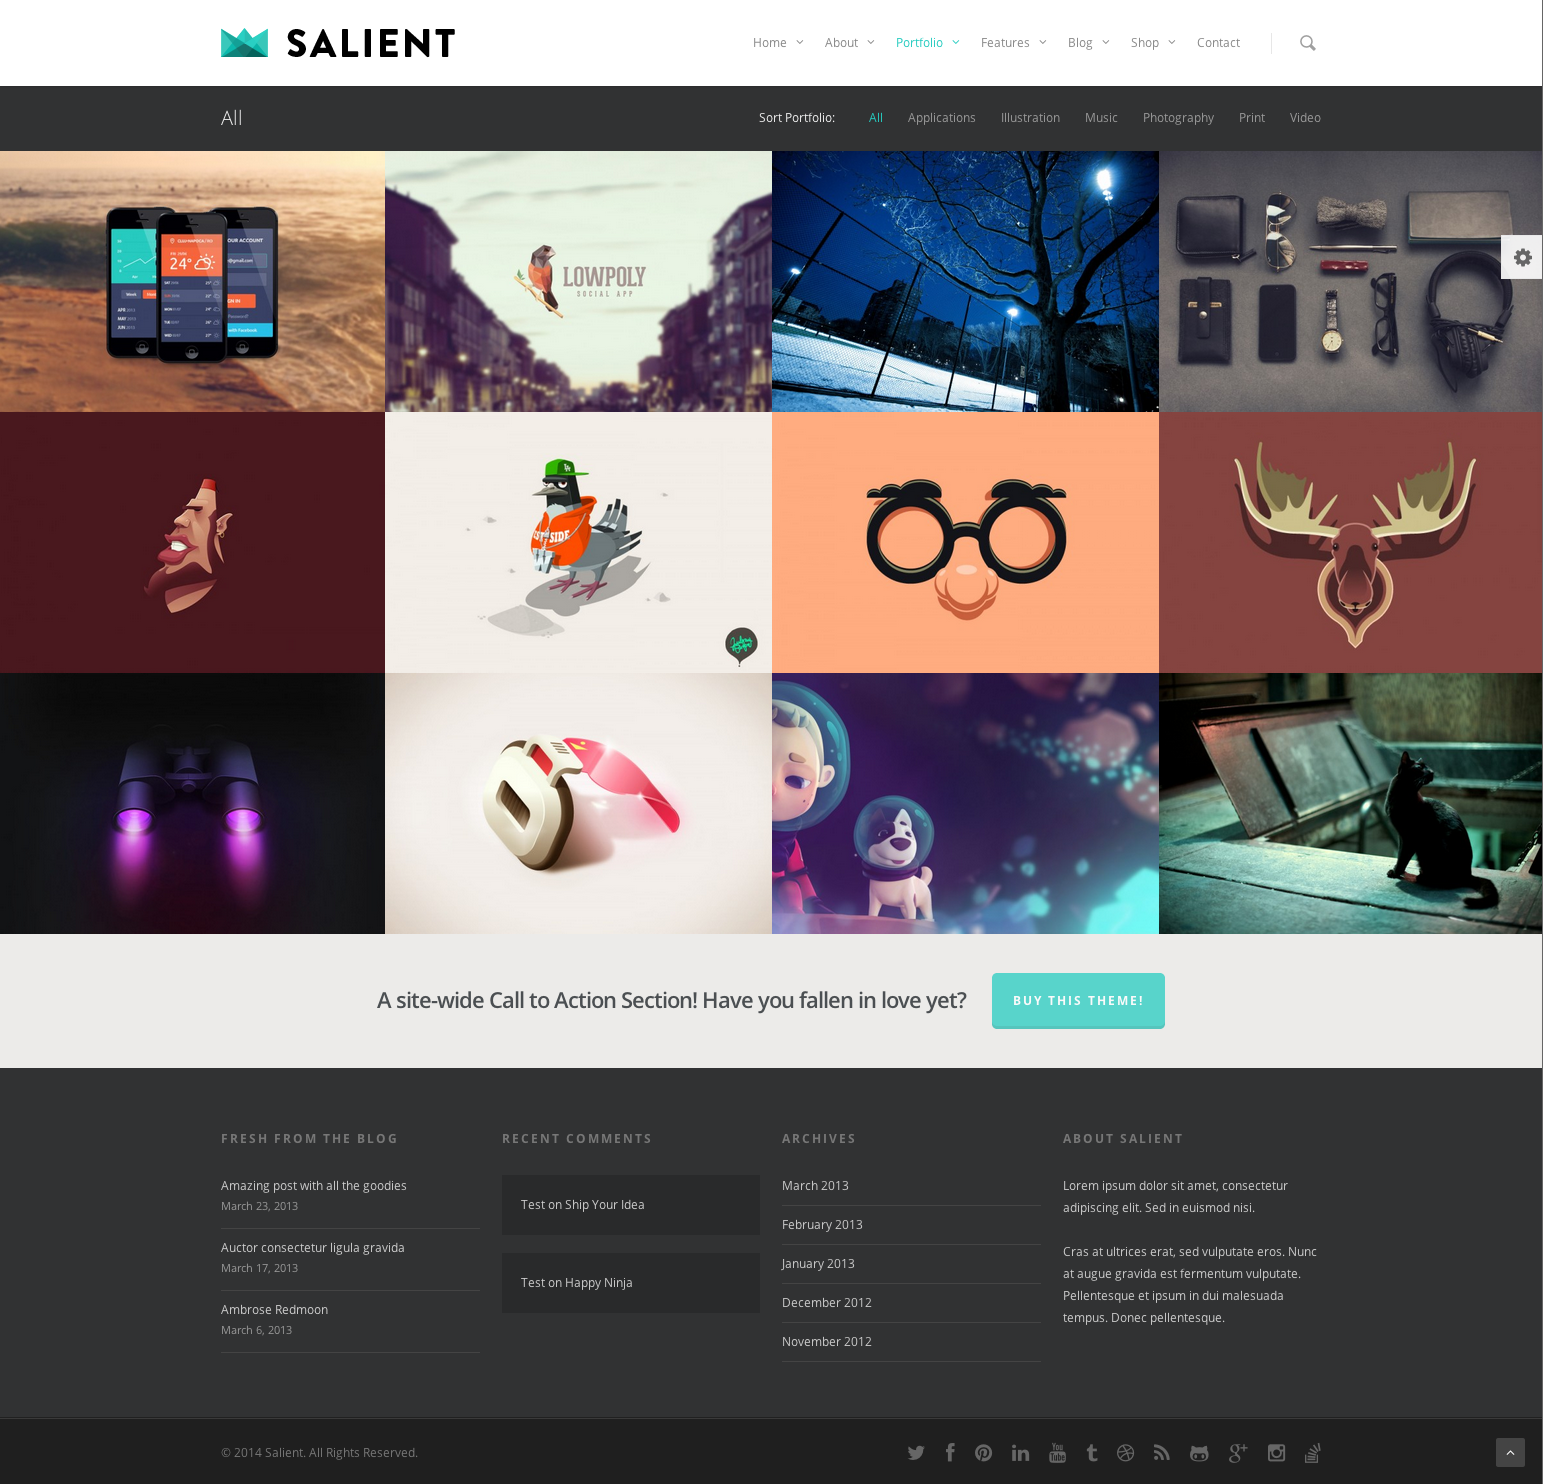 SALIENT
Home About Portfolio Features Blog Shop Contact
All
Sort Portfolio: All Applications Illustration Music Photography Print Video
24°
YOUR ACCOUNT
LOWPOLY
SOCIAL APP
SIDE
A site-wide Call to Action Section! Have you fallen in love yet?
BUY THIS THEME!
FRESH FROM THE BLOG
Amazing post with all the goodies
March 23, 2013
Auctor consectetur ligula gravida
March 17, 2013
Ambrose Redmoon
March 6, 2013
RECENT COMMENTS
Test on Ship Your Idea
Test on Happy Ninja
ARCHIVES
March 2013
February 2013
January 2013
December 2012
November 2012
ABOUT SALIENT
Lorem ipsum dolor sit amet, consectetur
adipiscing elit. Sed in euismod nisi.
Cras at ultrices erat, sed vulputate eros. Nunc
at augue gravida est fermentum vulputate.
Pellentesque et ipsum in dui malesuada
tempus. Donec pellentesque.
© 2014 Salient. All Rights Reserved.